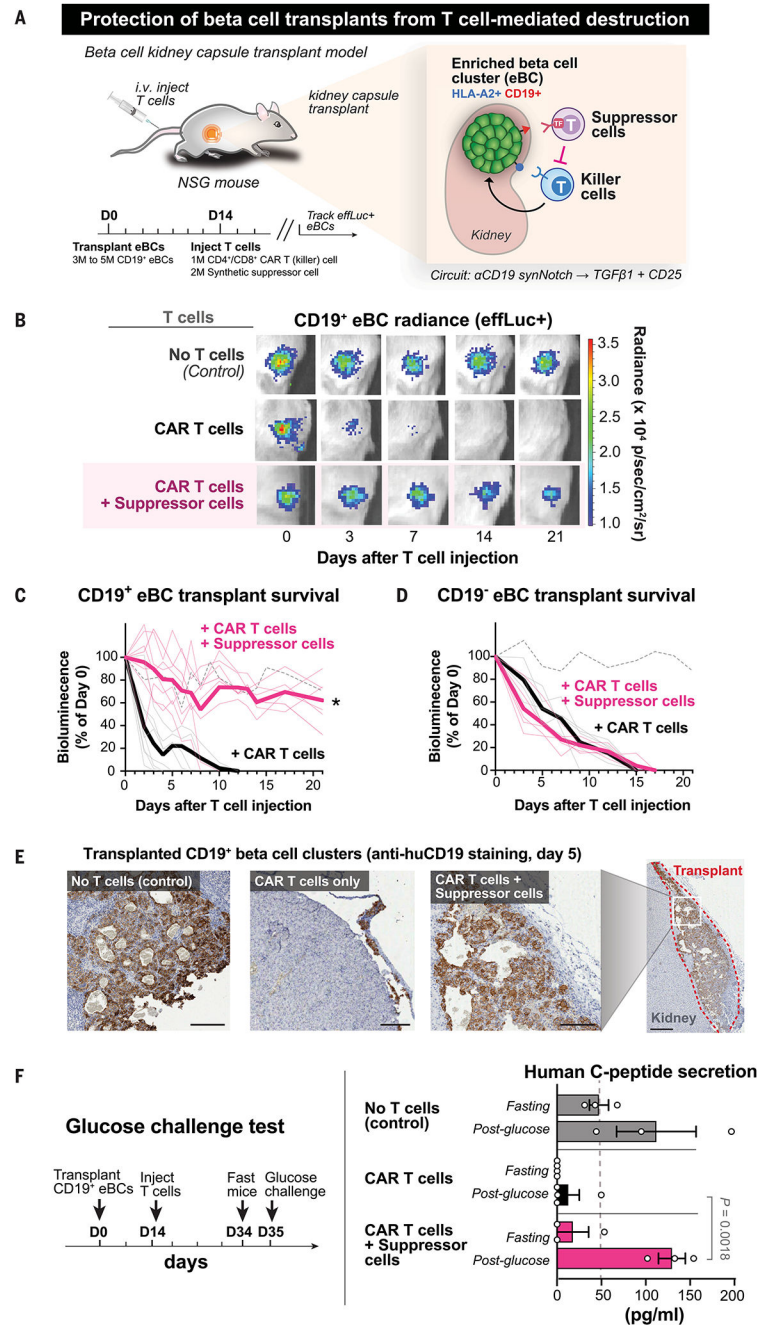 A
Protection of beta cell transplants from T cell-mediated destruction
Beta cell kidney capsule transplant model
i.v. inject
T cells
kidney capsule
transplant
NSG mouse
D0
D14
Track effLuc+
eBCs
Transplant eBCs
3M to 5M CD19⁺ eBCs
Inject T cells
1M CD4⁺/CD8⁺ CAR T (killer) cell
2M Synthetic suppressor cell
Enriched beta cell
cluster (eBC)
HLA-A2+ CD19+
TF
T
Suppressor
cells
T
Killer
cells
Kidney
Circuit: αCD19 synNotch → TGFβ1 + CD25
B
T cells
CD19⁺ eBC radiance (effLuc+)
No T cells
(Control)
CAR T cells
CAR T cells
+ Suppressor cells
0 3 7 14 21
Days after T cell injection
3.5
3.0
2.5
2.0
1.5
1.0
Radiance (x 10⁴ p/sec/cm²/sr)
C
CD19⁺ eBC transplant survival
+ CAR T cells
+ Suppressor cells
100
80
60
40
20
0
Bioluminecence
(% of Day 0)
*
+ CAR T cells
0 5 10 15 20
Days after T cell injection
D
CD19⁻ eBC transplant survival
100
80
60
40
20
0
Bioluminecence
(% of Day 0)
+ CAR T cells
+ Suppressor cells
+ CAR T cells
0 5 10 15 20
Days after T cell injection
E
Transplanted CD19⁺ beta cell clusters (anti-huCD19 staining, day 5)
No T cells (control)
CAR T cells only
CAR T cells +
Suppressor cells
Transplant
Kidney
F
Glucose challenge test
Transplant
CD19⁺ eBCs
Inject
T cells
Fast
mice
Glucose
challenge
D0
D14
D34
D35
days
Human C-peptide secretion
No T cells
(control)
Fasting
Post-glucose
CAR T cells
Fasting
Post-glucose
CAR T cells
+ Suppressor
cells
Fasting
Post-glucose
P = 0.0018
0 50 100 150 200
(pg/ml)